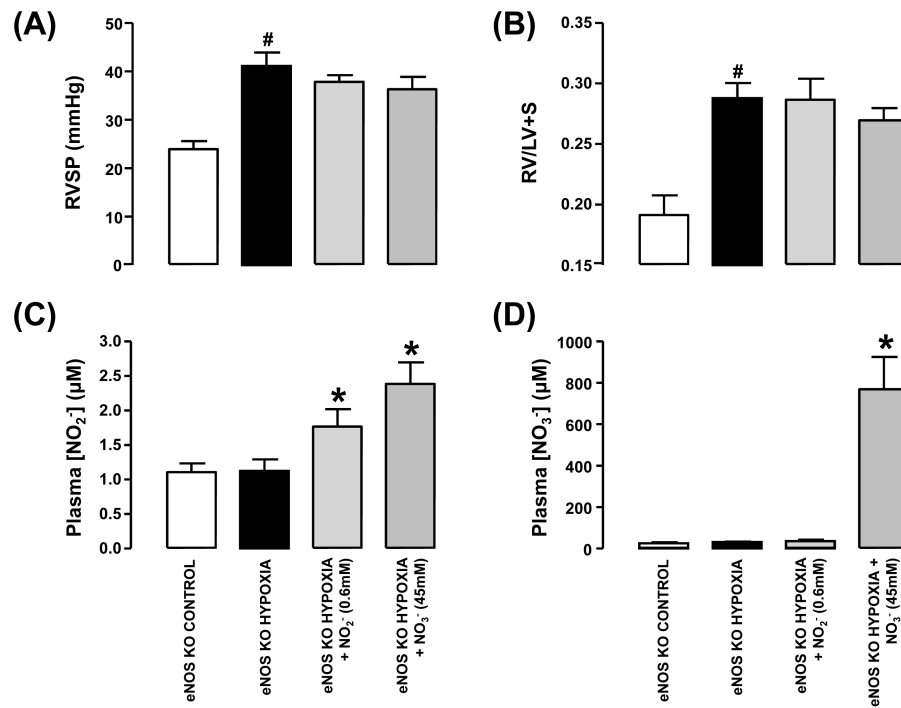 (A)
50
40
30
20
10
0
RVSP (mmHg)
#
(B)
0.35
0.30
0.25
0.20
0.15
RV/LV+S
#
(C)
3.0
2.5
2.0
1.5
1.0
0.5
0.0
Plasma [NO₂⁻] (μM)
*
*
eNOS KO CONTROL
eNOS KO HYPOXIA
eNOS KO HYPOXIA
+ NO₂⁻ (0.6mM)
eNOS KO HYPOXIA
+ NO₃⁻ (45mM)
(D)
1000
800
600
400
200
0
Plasma [NO₃⁻] (μM)
*
eNOS KO CONTROL
eNOS KO HYPOXIA
eNOS KO HYPOXIA
+ NO₂⁻ (0.6mM)
eNOS KO HYPOXIA +
NO₃⁻ (45mM)